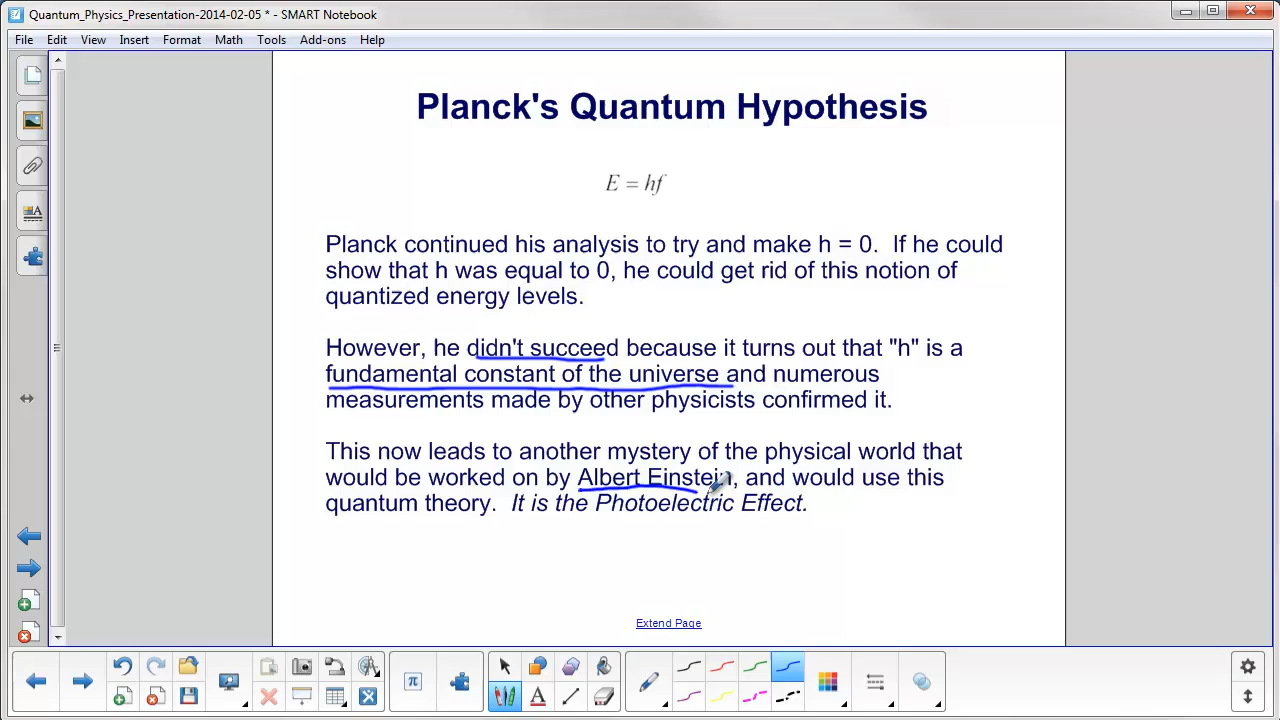 Quantum_Physics_Presentation-2014-02-05 * - SMART Notebook
File Edit View Insert Format Math Tools Add-ons Help
Planck's Quantum Hypothesis
E = hf
Planck continued his analysis to try and make h = 0.  If he could
show that h was equal to 0, he could get rid of this notion of
quantized energy levels.
However, he didn't succeed because it turns out that "h" is a
fundamental constant of the universe and numerous
measurements made by other physicists confirmed it.
This now leads to another mystery of the physical world that
would be worked on by Albert Einstein, and would use this
quantum theory.  It is the Photoelectric Effect.
Extend Page
π
A